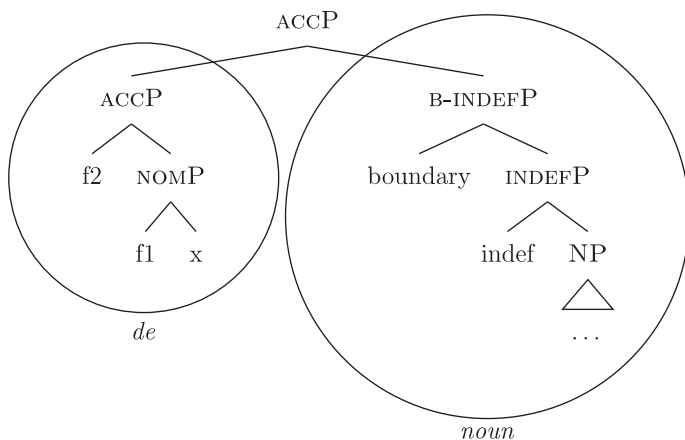 ACCP
ACCP B-INDEFP
f2 NOMP boundary INDEFP
f1 x indef NP
de ...
noun